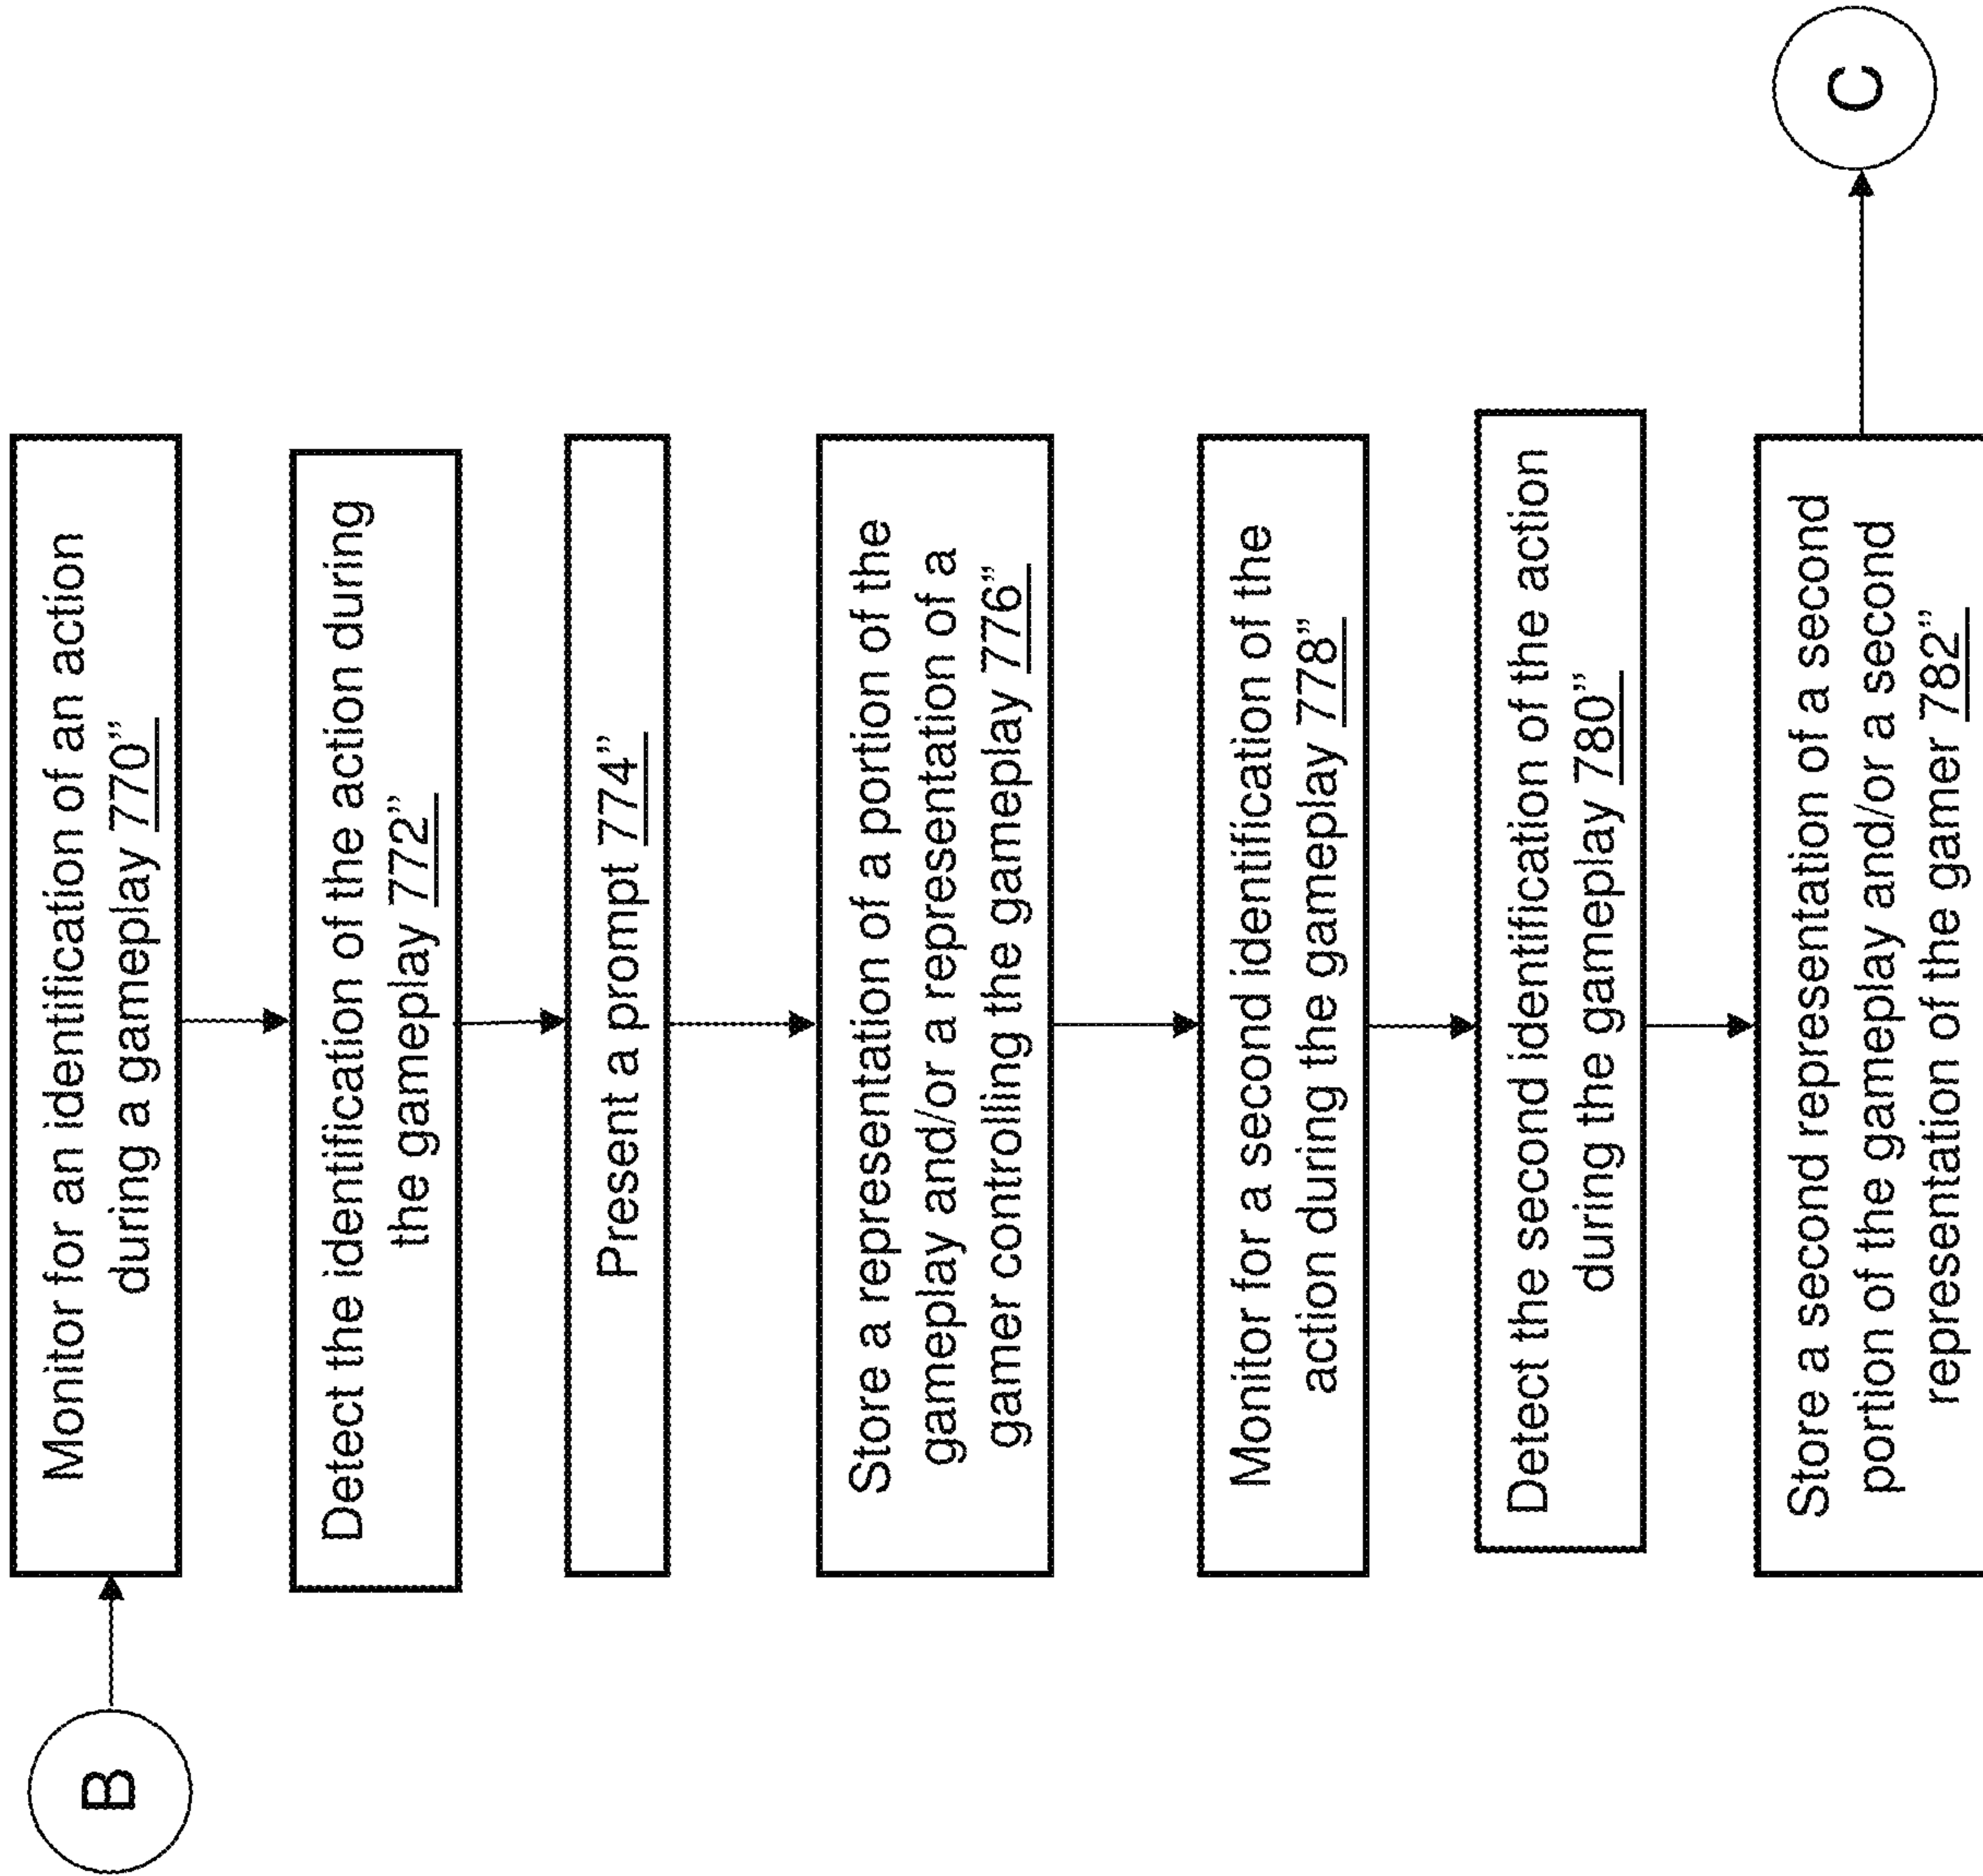 B
Monitor for an identification of an action
during a gameplay 770”
Detect the identification of the action during
the gameplay 772”
Present a prompt 774”
Store a representation of a portion of the
gameplay and/or a representation of a
gamer controlling the gameplay 776”
Monitor for a second identification of the
action during the gameplay 778”
Detect the second identification of the action
during the gameplay 780”
Store a second representation of a second
portion of the gameplay and/or a second
representation of the gamer 782”
C